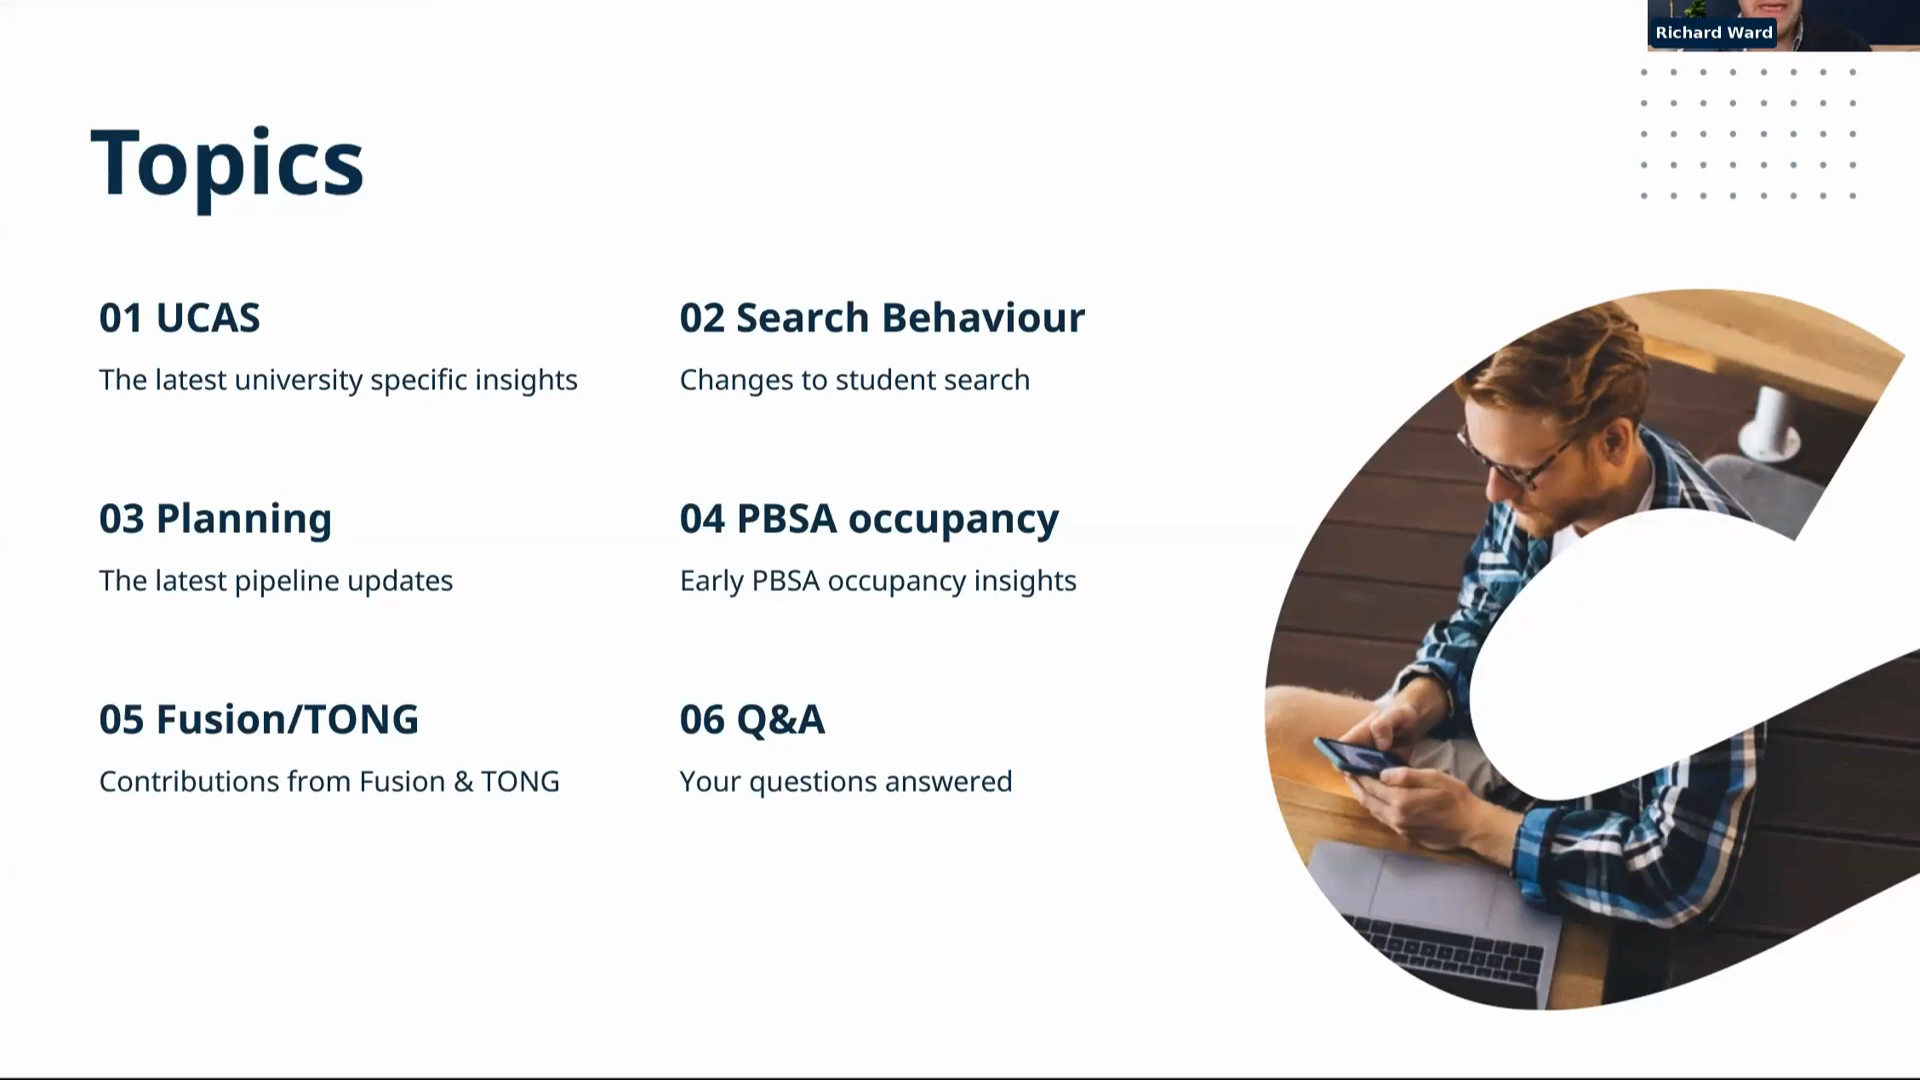 Richard Ward
Topics
01 UCAS
The latest university specific insights
02 Search Behaviour
Changes to student search
03 Planning
The latest pipeline updates
04 PBSA occupancy
Early PBSA occupancy insights
05 Fusion/TONG
Contributions from Fusion & TONG
06 Q&A
Your questions answered